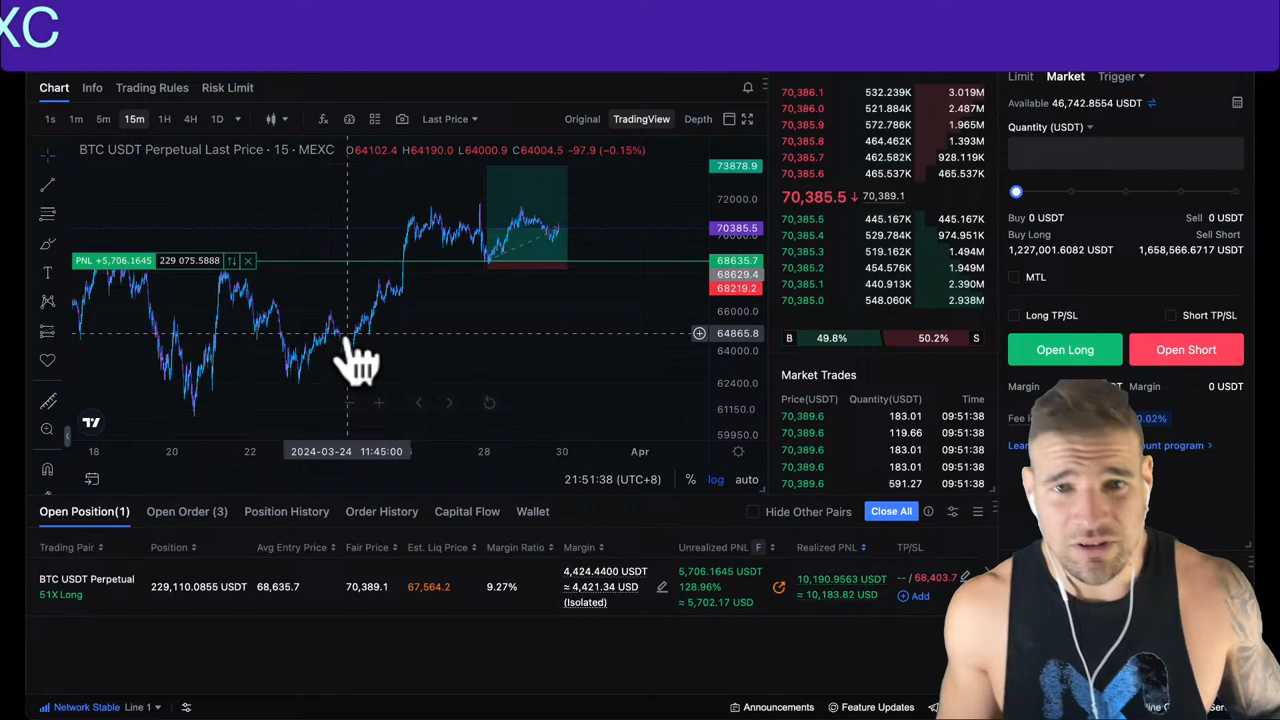 XC
Chart Info Trading Rules Risk Limit
1s 1m 5m 15m 1H 4H 1D Last Price Original TradingView Depth
BTC USDT Perpetual Last Price · 15 · MEXC O64102.4 H64190.0 L64000.9 C64004.5 -97.9 (-0.15%)
73878.9
72000.0
70385.5
70000.0
PNL +5,706.1645 229 075.5888
68635.7
68629.4
68219.2
66000.0
64865.8
64000.0
62400.0
61150.0
59950.0
18 20 2024-03-24 11:45:00 28 30 Apr
21:51:38 (UTC+8) % log auto
70,386.1 532.239K 3.019M
70,386.0 521.884K 2.487M
70,385.9 572.786K 1.965M
70,385.8 464.462K 1.393M
70,385.7 462.582K 928.119K
70,385.6 465.537K 465.537K
70,385.5 ↓ 70,389.1
70,385.5 445.167K 445.167K
70,385.4 529.784K 974.951K
70,385.3 519.162K 1.494M
70,385.2 454.576K 1.949M
70,385.1 440.913K 2.390M
70,385.0 548.060K 2.938M
B 49.8% 50.2% S
Market Trades
Price(USDT) Quantity(USDT) Time
70,389.6 183.01 09:51:38
70,389.6 119.66 09:51:38
70,389.6 183.01 09:51:38
70,389.6 183.01 09:51:38
70,389.6 591.27 09:51:38
Limit Market Trigger
Available 46,742.8554 USDT
Quantity (USDT)
Buy 0 USDT Sell 0 USDT
Buy Long Sell Short
1,227,001.6082 USDT 1,658,566.6717 USDT
MTL
Long TP/SL Short TP/SL
Open Long Open Short
Margin Margin 0 USDT
0.02%
ount program >
Open Position(1) Open Order (3) Position History Order History Capital Flow Wallet Hide Other Pairs Close All
Trading Pair Position Avg Entry Price Fair Price Est. Liq Price Margin Ratio Margin Unrealized PNL F Realized PNL TP/SL
BTC USDT Perpetual
51X Long
229,110.0855 USDT 68,635.7 70,389.1 67,564.2 9.27%
4,424.4400 USDT
≈ 4,421.34 USD
(Isolated)
5,706.1645 USDT
128.96%
≈ 5,702.17 USD
10,190.9563 USDT
≈ 10,183.82 USD
-- / 68,403.7
Add
Network Stable Line 1 Announcements Feature Updates